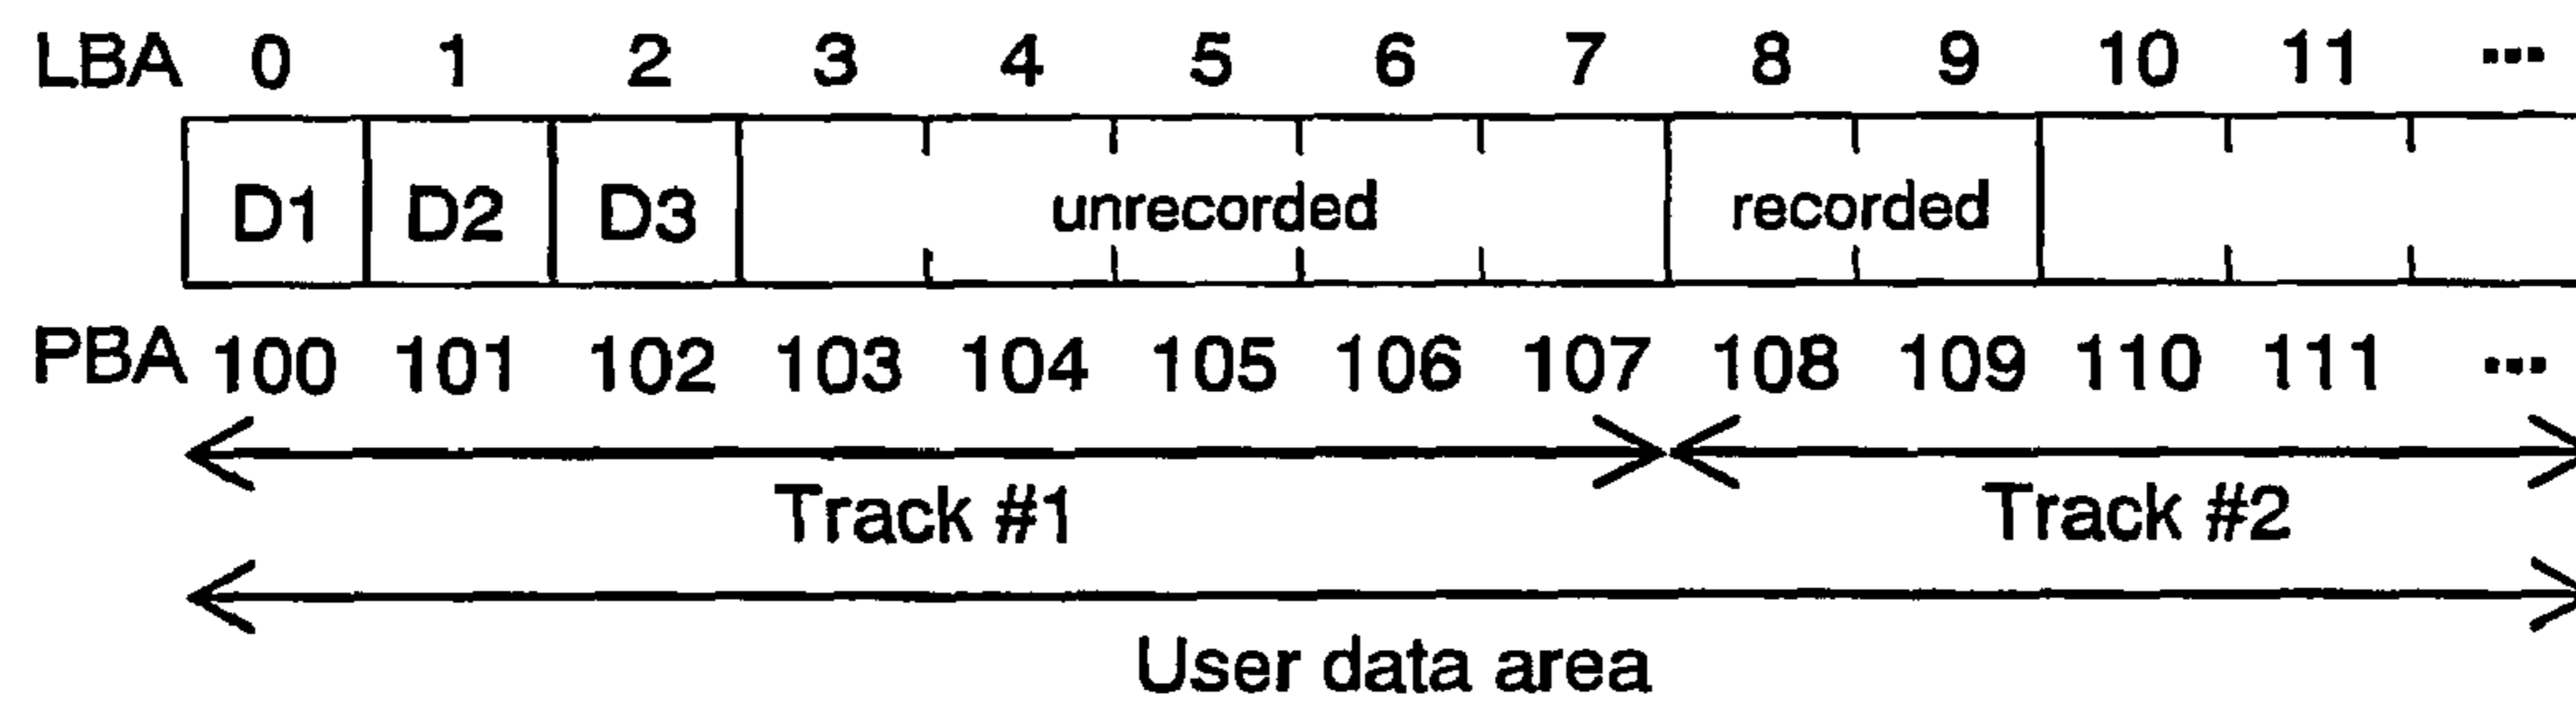 LBA 0 1 2 3 4 5 6 7 8 9 10 11 ...
D1 D2 D3 unrecorded recorded
PBA 100 101 102 103 104 105 106 107 108 109 110 111 ...
Track #1 Track #2
User data area